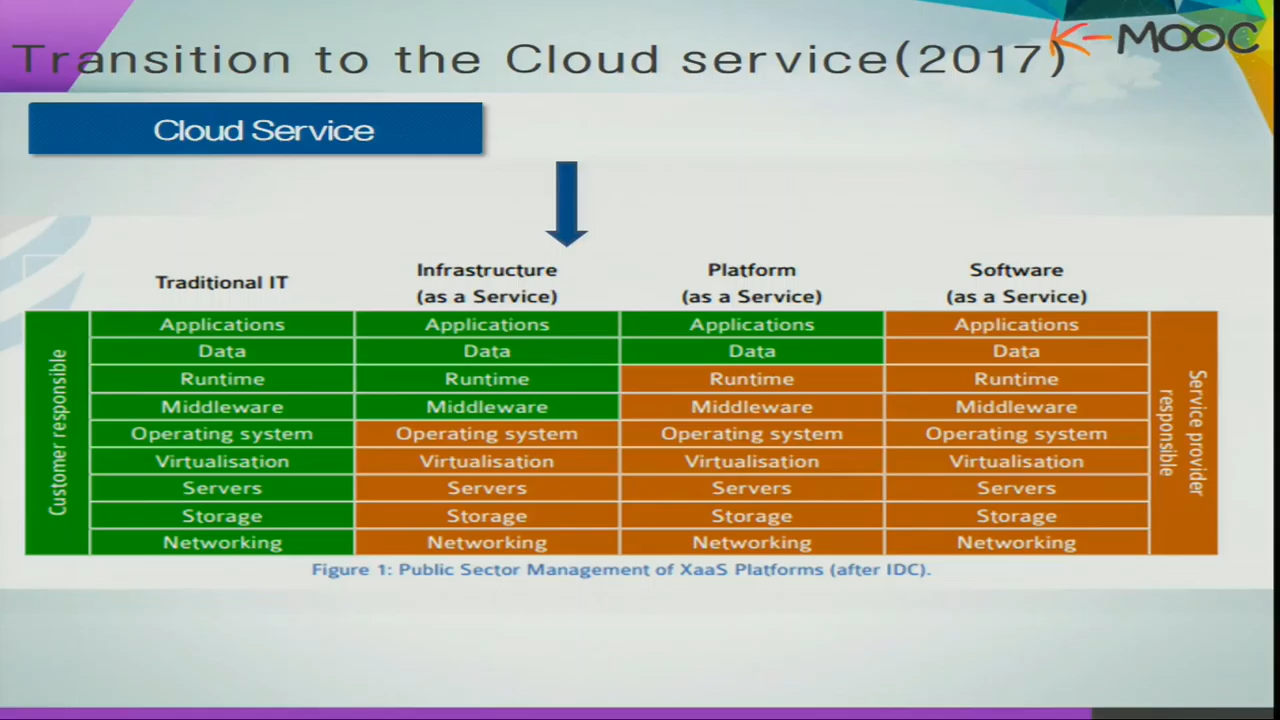 Transition to the Cloud service(2017)
K-MOOC
Cloud Service
Traditional IT
Infrastructure
(as a Service)
Platform
(as a Service)
Software
(as a Service)
Customer responsible
Applications Applications Applications Applications
Data Data Data Data
Runtime Runtime Runtime Runtime
Middleware Middleware Middleware Middleware
Operating system Operating system Operating system Operating system
Virtualisation Virtualisation Virtualisation Virtualisation
Servers Servers Servers Servers
Storage Storage Storage Storage
Networking Networking Networking Networking
Service provider
responsible
Figure 1: Public Sector Management of XaaS Platforms (after IDC).